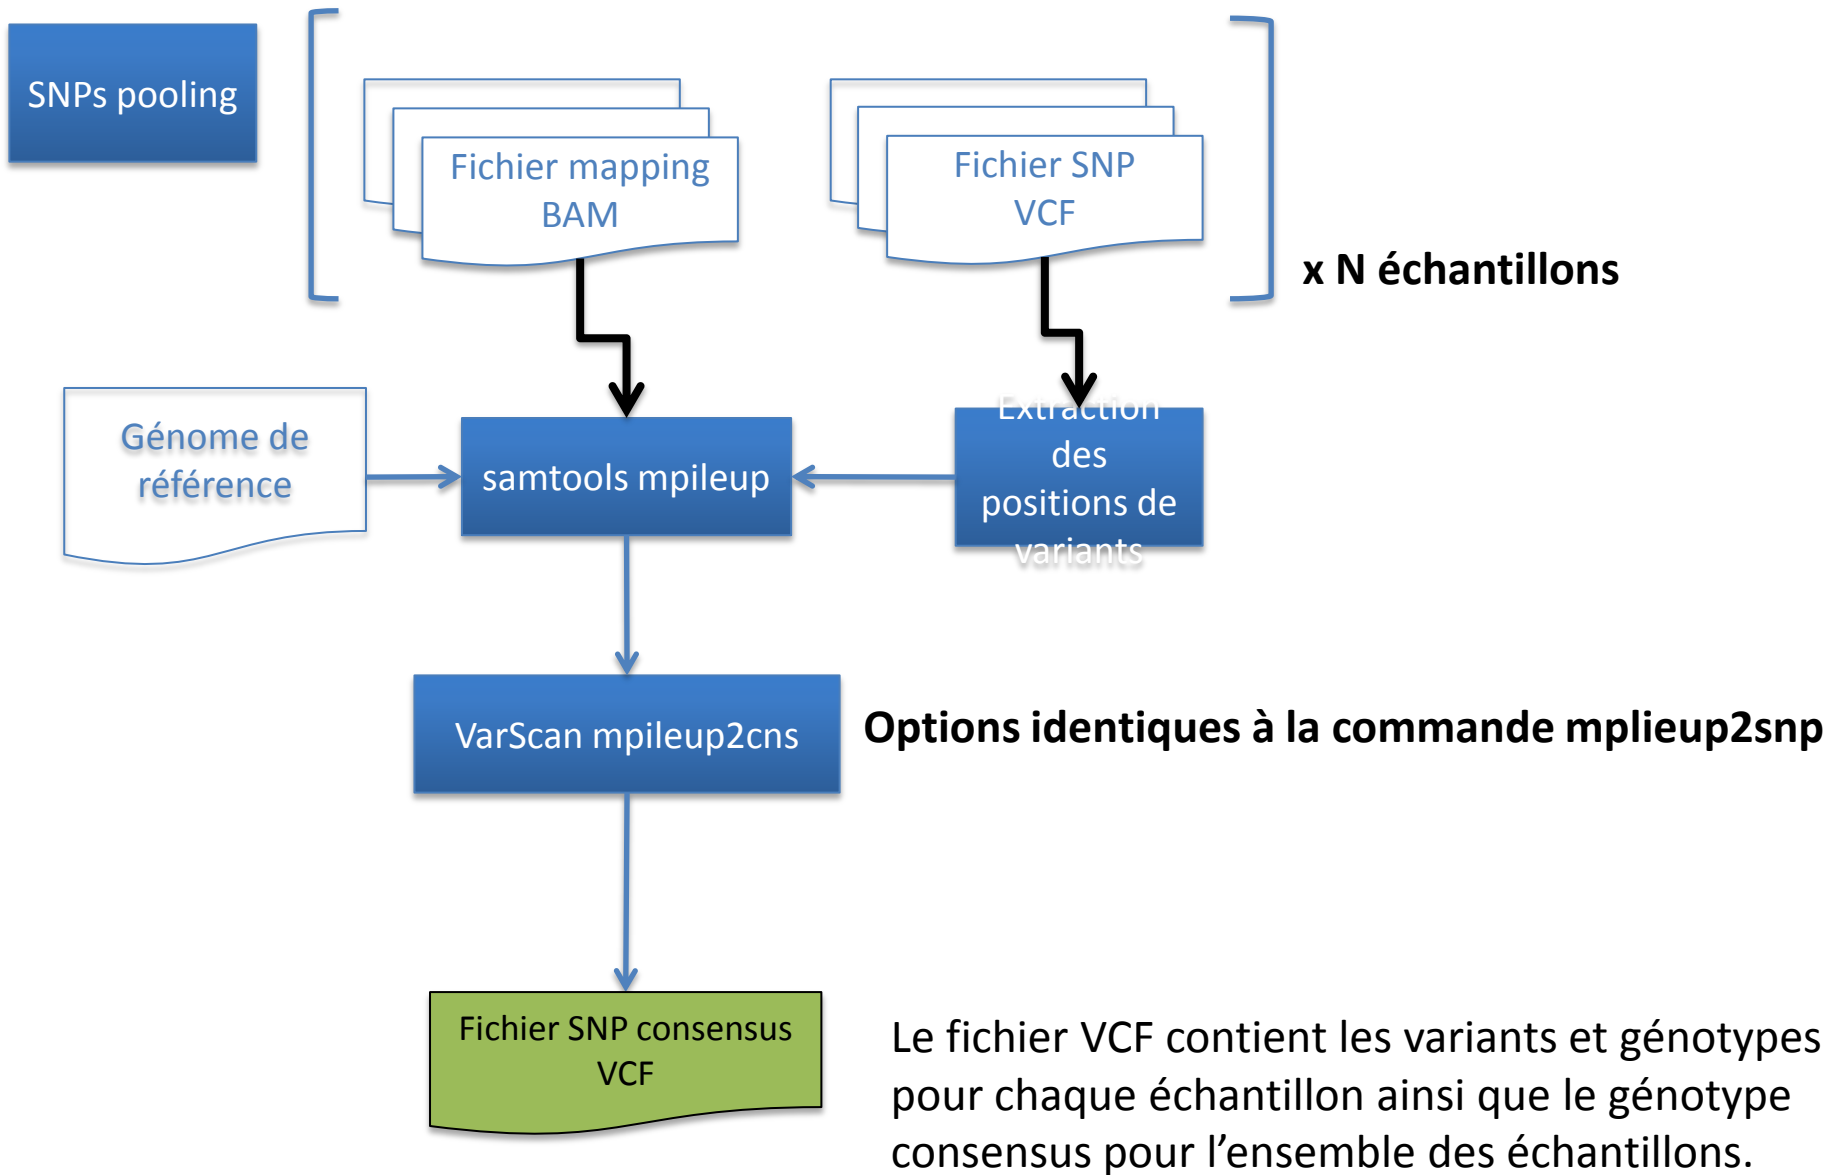 SNPs pooling
Fichier mapping
BAM
Fichier SNP
VCF
x N échantillons
Génome de
référence
samtools mpileup
Extraction
des
positions de
variants
VarScan mpileup2cns
Options identiques à la commande mplieup2snp
Fichier SNP consensus
VCF
Le fichier VCF contient les variants et génotypes
pour chaque échantillon ainsi que le génotype
consensus pour l’ensemble des échantillons.